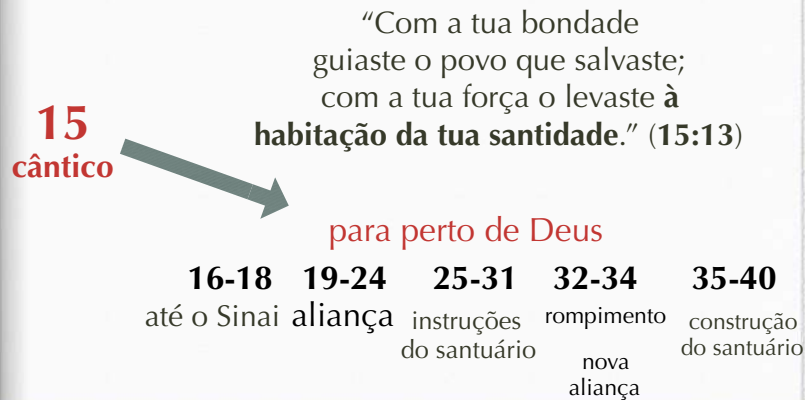 “Com a tua bondade
guiaste o povo que salvaste;
com a tua força o levaste à
habitação da tua santidade.” (15:13)
15
cântico
para perto de Deus
16-18 19-24 25-31 32-34 35-40
até o Sinai aliança instruções do santuário rompimento construção do santuário
nova
aliança